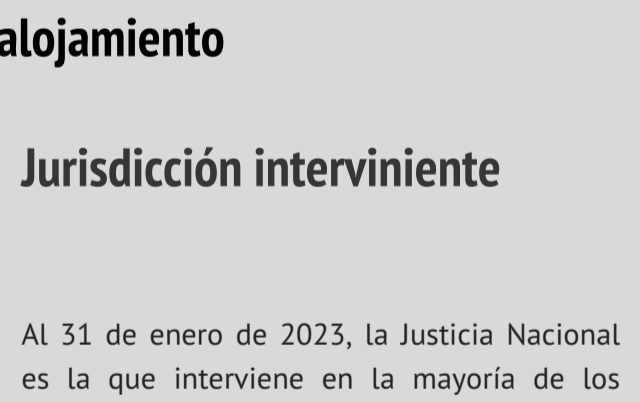 alojamiento
Jurisdicción interviniente
Al 31 de enero de 2023, la Justicia Nacional
es la que interviene en la mayoría de los